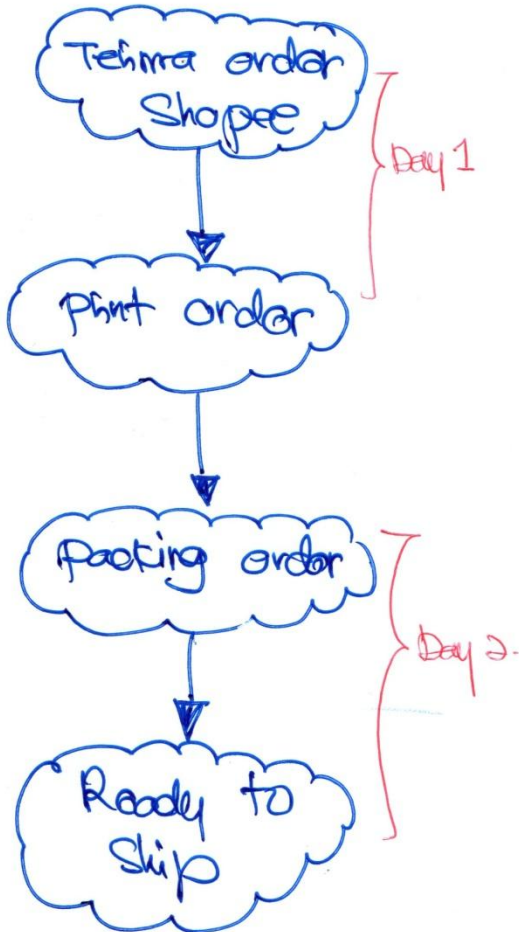 Terima order
Shopee
Day 1
Print order
Packing order
Day 2.
Ready to
Ship